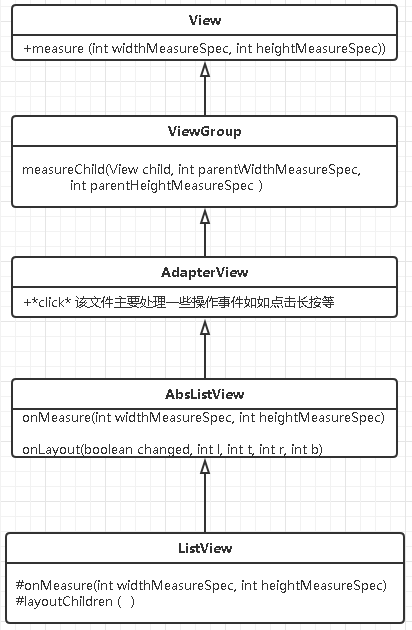 View
+measure (int widthMeasureSpec, int heightMeasureSpec))
ViewGroup
measureChild(View child, int parentWidthMeasureSpec,
int parentHeightMeasureSpec )
AdapterView
+*click* 该文件主要处理一些操作事件如如点击长按等
AbsListView
onMeasure(int widthMeasureSpec, int heightMeasureSpec)
onLayout(boolean changed, int l, int t, int r, int b)
ListView
#onMeasure(int widthMeasureSpec, int heightMeasureSpec)
#layoutChildren ( )